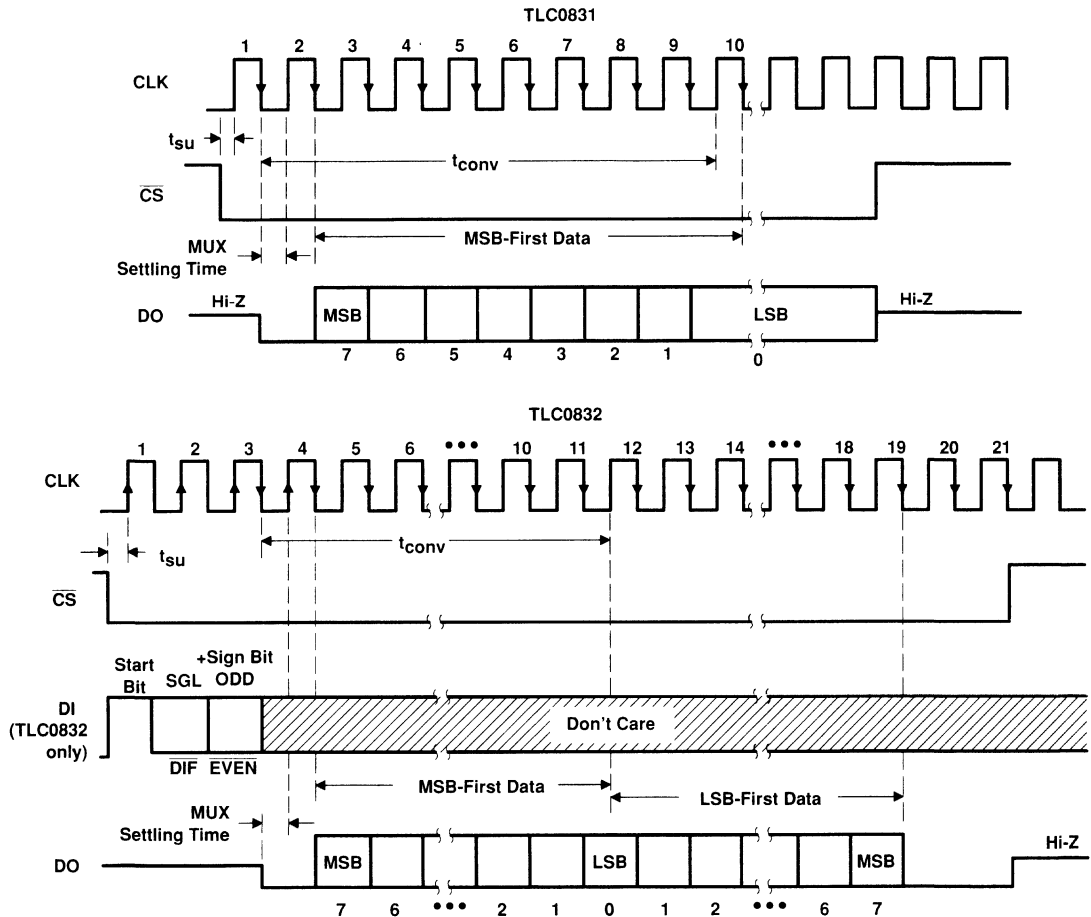 TLC0831
1 2 3 4 5 6 7 8 9 10
CLK
tsu
tconv
CS
MSB-First Data
MUX
Settling Time
Hi-Z
Hi-Z
DO
MSB
LSB
7 6 5 4 3 2 1 0
TLC0832
1 2 3 4 5 6 ••• 10 11 12 13 14 ••• 18 19 20 21
CLK
tsu
tconv
CS
Start
Bit
SGL
+Sign Bit
ODD
DI
(TLC0832
only)
Don't Care
DIF EVEN
MSB-First Data
LSB-First Data
MUX
Settling Time
Hi-Z
DO
MSB
LSB
MSB
7 6 ••• 2 1 0 1 2 ••• 6 7